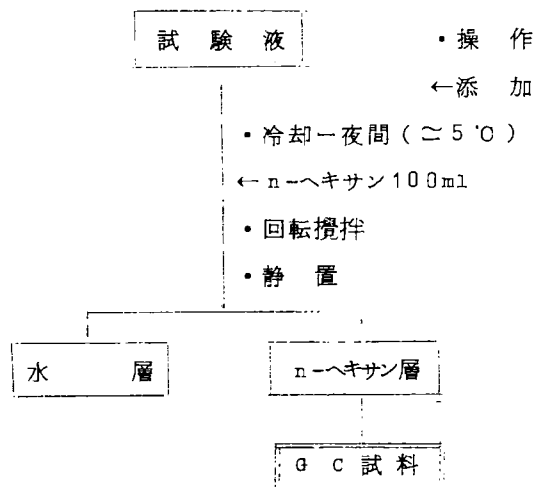 試験液
・操作
←添加
・冷却一夜間(≃5℃)
← n-ヘキサン100ml
・回転攪拌
・静置
水層
n-ヘキサン層
GC試料